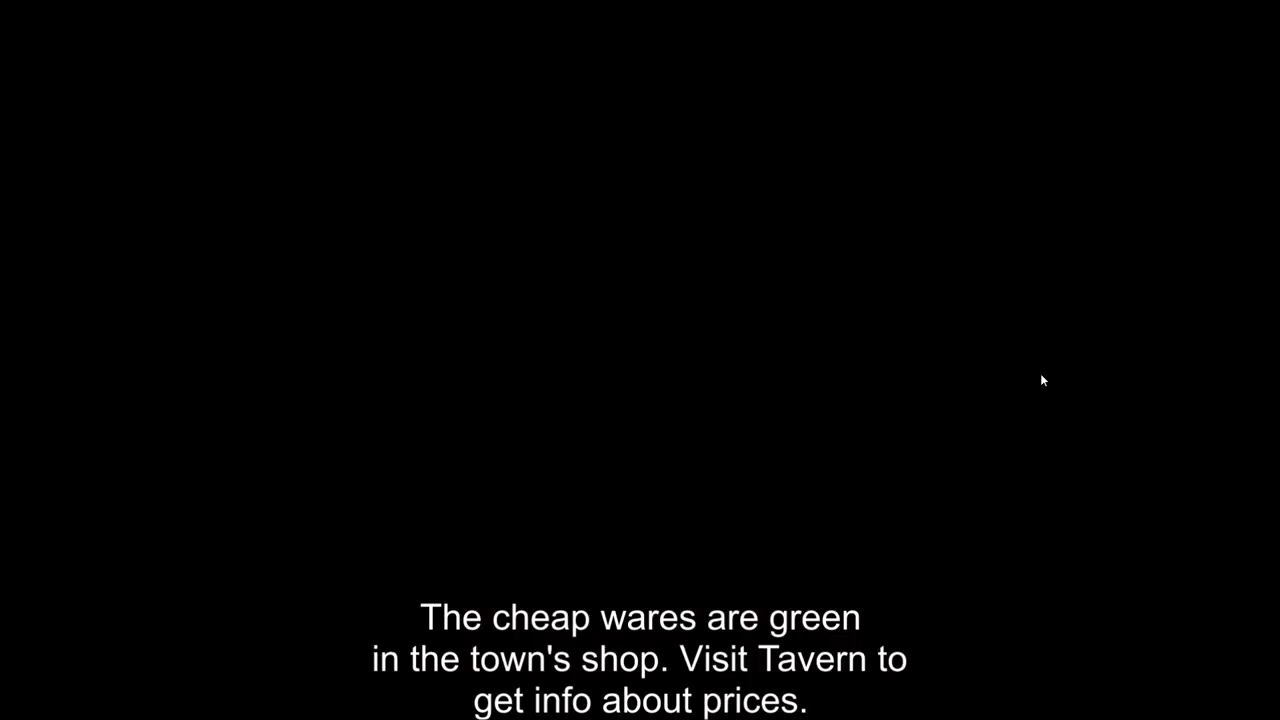 The cheap wares are green
in the town's shop. Visit Tavern to
get info about prices.